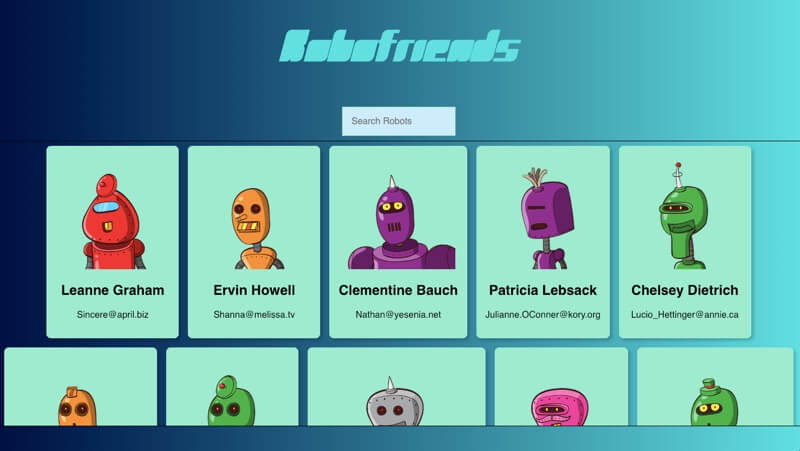 Robofriends
Search Robots
Leanne Graham
Sincere@april.biz
Ervin Howell
Shanna@melissa.tv
Clementine Bauch
Nathan@yesenia.net
Patricia Lebsack
Julianne.OConner@kory.org
Chelsey Dietrich
Lucio_Hettinger@annie.ca